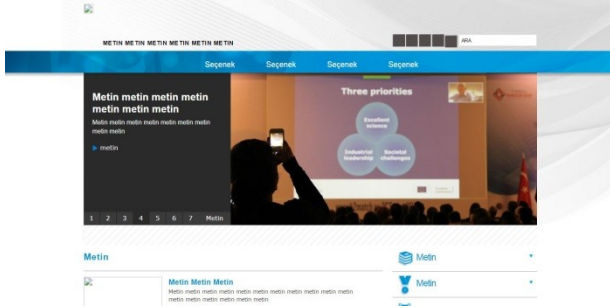 METIN METIN METIN METIN METIN METIN
ARA
Seçenek Seçenek Seçenek Seçenek
Metin metin metin metin
metin metin metin
Metin metin metin metin metin metin metin
metin metin
metin
Three priorities
Excellent
science
Industrial
leadership
Societal
challenges
1 2 3 4 5 6 7 Metin
Metin
Metin Metin Metin
Metin metin metin metin metin metin metin metin metin metin
metin metin metin metin metin metin
Metin
Metin